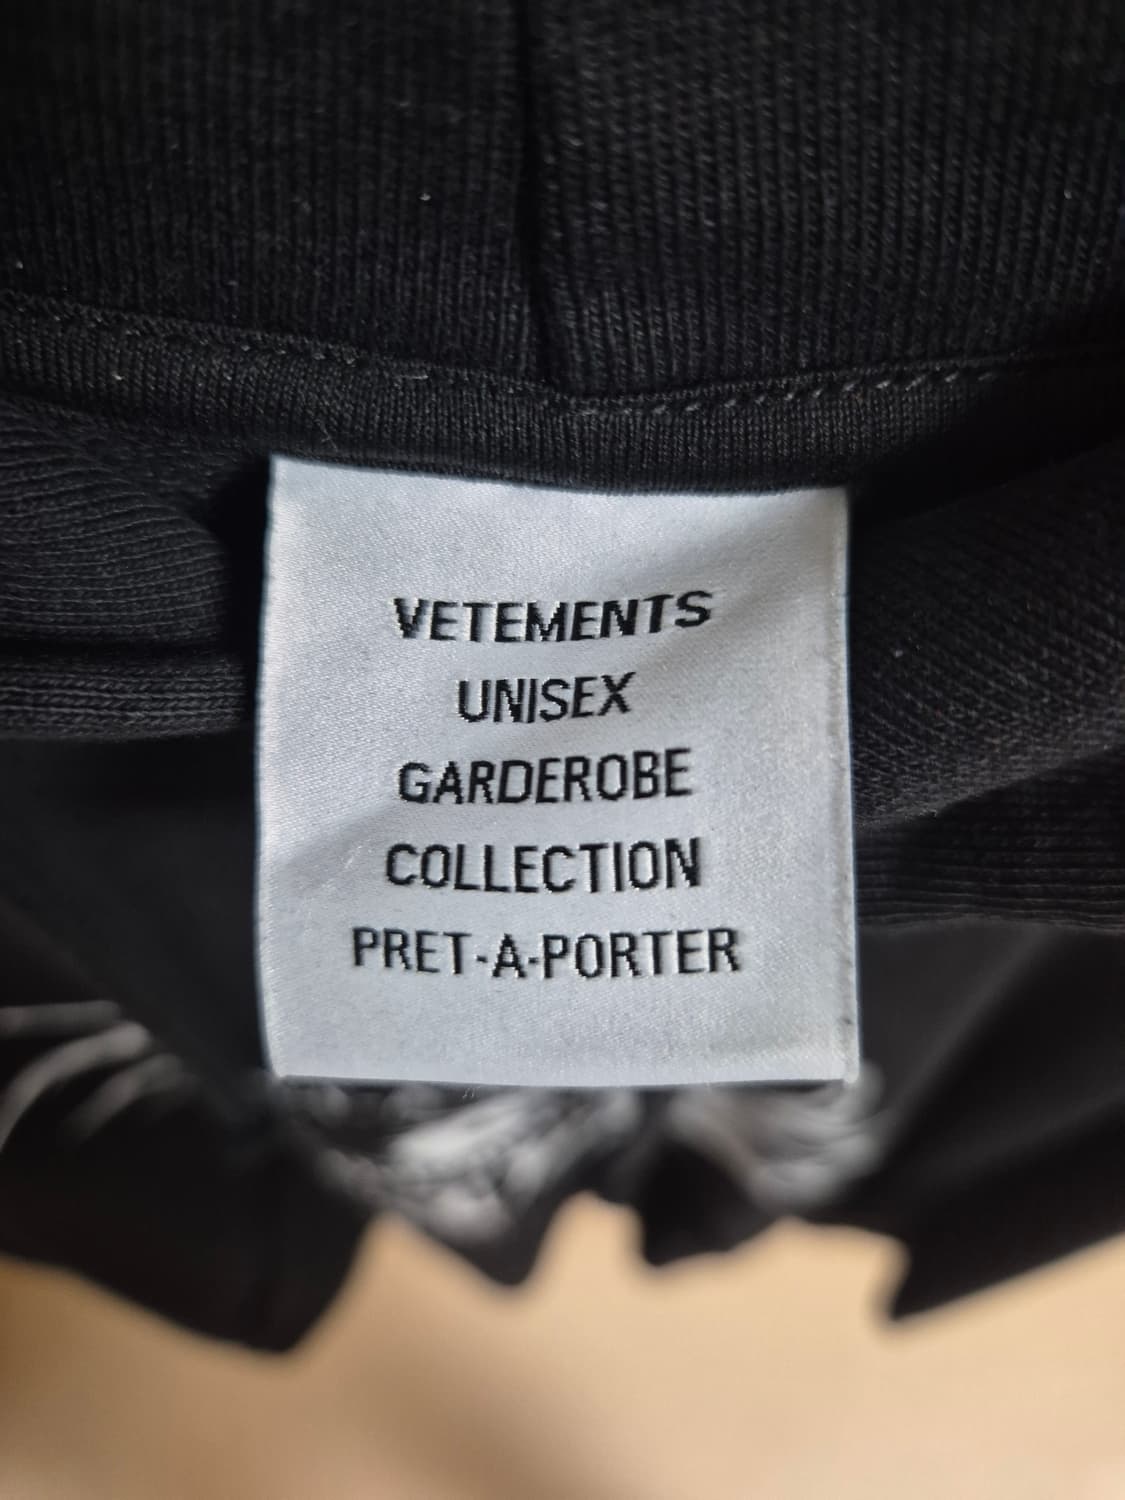 VETEMENTS
UNISEX
GARDEROBE
COLLECTION
PRET-A-PORTER